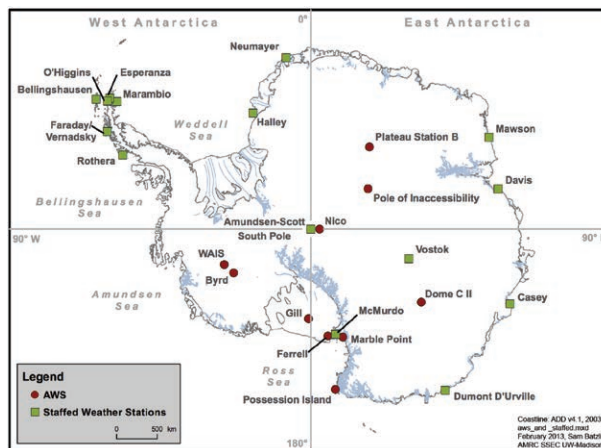 West Antarctica
0°
East Antarctica
Neumayer
O'Higgins
Esperanza
Bellingshausen
Marambio
Weddell
Sea
Halley
Faraday/
Vernadsky
Rothera
Plateau Station B
Mawson
Pole of Inaccessibility
Davis
Bellingshausen
Sea
Amundsen-Scott
South Pole
Nico
90° W
90°
WAIS
Byrd
Vostok
Amundsen
Sea
Dome C II
Casey
Gill
McMurdo
Ferrell
Marble Point
Ross
Sea
Possession Island
Dumont D'Urville
Legend
AWS
Staffed Weather Stations
0
500
km
180°
Coastline: ADD v4.1, 2003
aws_and_staffed.mxd
February 2013, Sam Batzli
AMRC SSEC UW-Madison